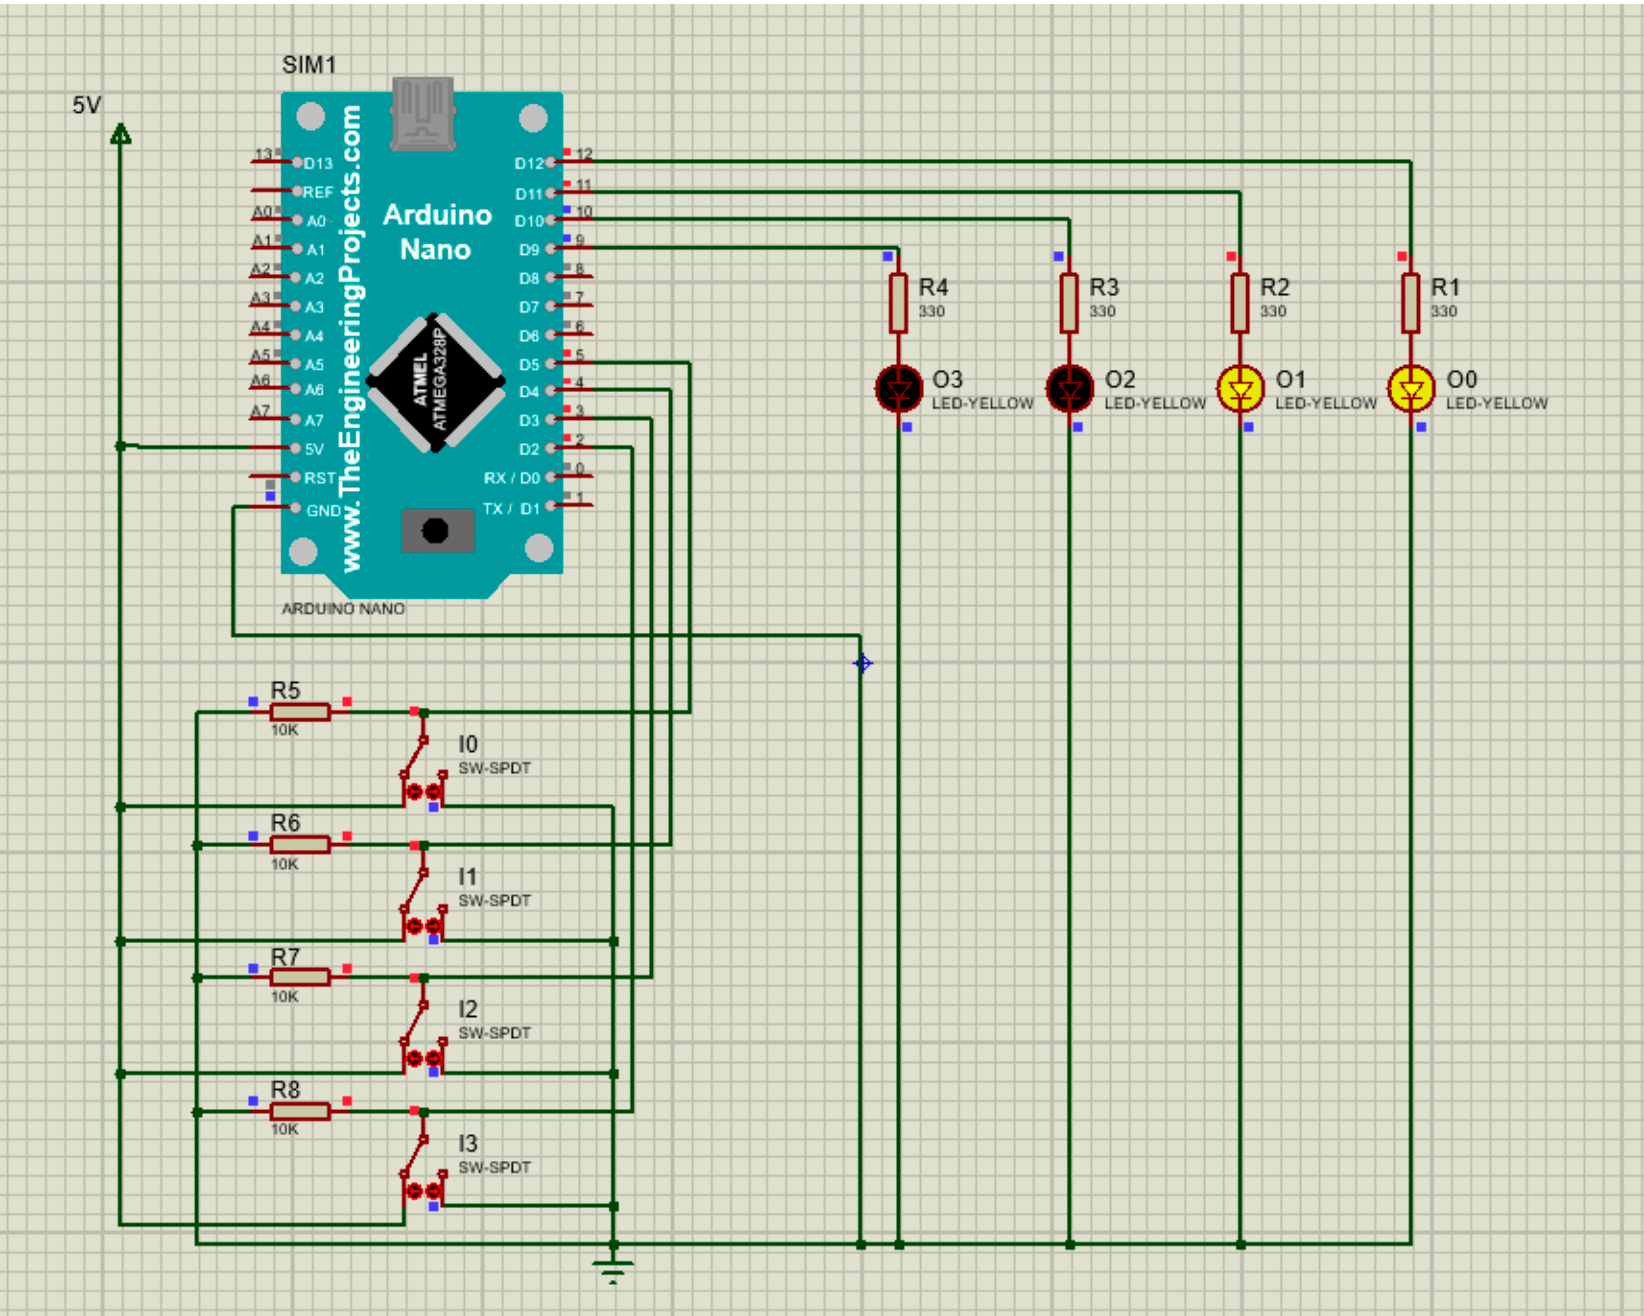 SIM1
5V
www.TheEngineeringProjects.com
Arduino
Nano
ATMEL
ATMEGA328P
13
D13
REF
A0
A0
A1
A1
A2
A2
A3
A3
A4
A4
A5
A5
A6
A6
A7
A7
5V
RST
GND
D12
12
D11
11
D10
10
D9
9
D8
8
D7
7
D6
6
D5
5
D4
4
D3
3
D2
2
RX / D0
0
TX / D1
1
ARDUINO NANO
R4
330
R3
330
R2
330
R1
330
O3
LED-YELLOW
O2
LED-YELLOW
O1
LED-YELLOW
O0
LED-YELLOW
R5
10K
I0
SW-SPDT
R6
10K
I1
SW-SPDT
R7
10K
I2
SW-SPDT
R8
10K
I3
SW-SPDT